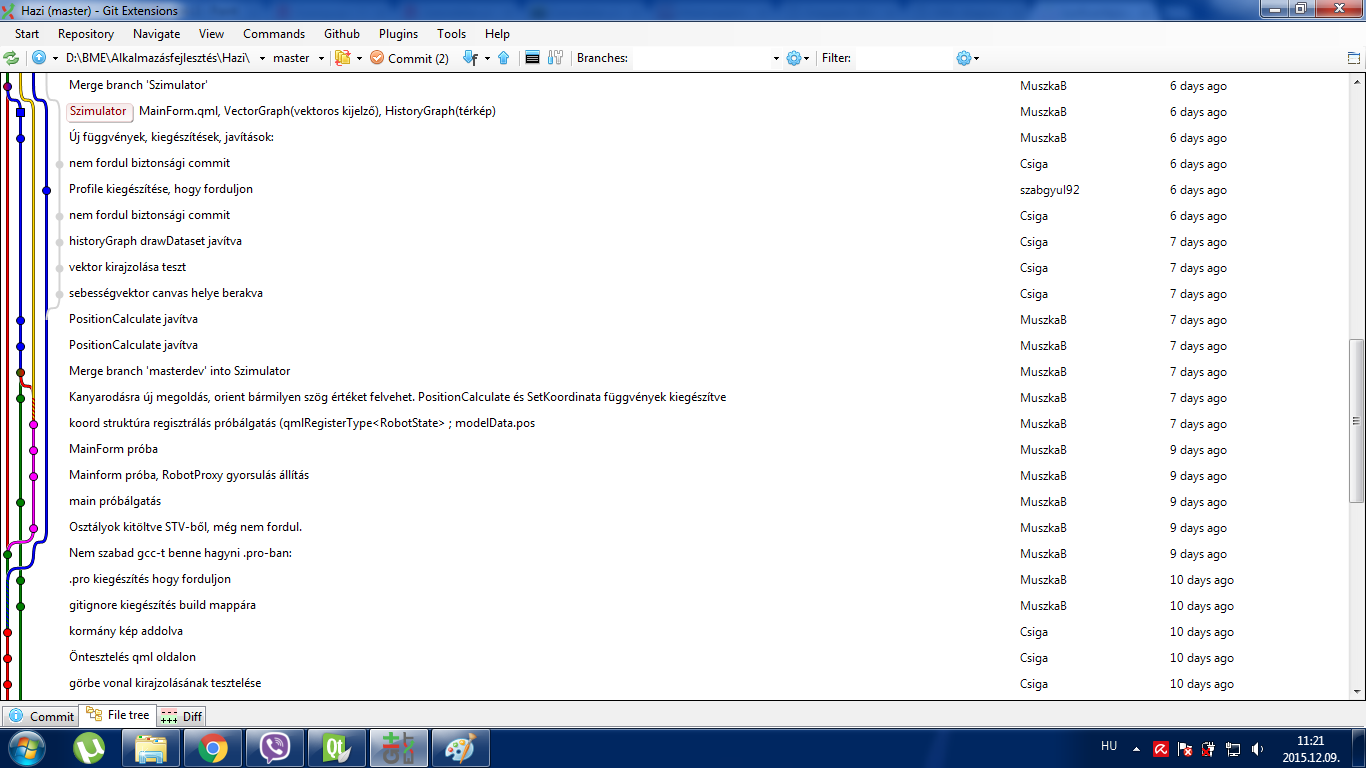 Hazi (master) - Git Extensions
Start Repository Navigate View Commands Github Plugins Tools Help
D:\BME\Alkalmazásfejlesztés\Hazi\ master Commit (2) Branches: Filter:
Merge branch 'Szimulator' MuszkaB 6 days ago
Szimulator MainForm.qml, VectorGraph(vektoros kijelző), HistoryGraph(térkép) MuszkaB 6 days ago
Új függvények, kiegészítések, javítások: MuszkaB 6 days ago
nem fordul biztonsági commit Csiga 6 days ago
Profile kiegészítése, hogy forduljon szabgyul92 6 days ago
nem fordul biztonsági commit Csiga 6 days ago
historyGraph drawDataset javítva Csiga 7 days ago
vektor kirajzolása teszt Csiga 7 days ago
sebességvektor canvas helye berakva Csiga 7 days ago
PositionCalculate javítva MuszkaB 7 days ago
PositionCalculate javítva MuszkaB 7 days ago
Merge branch 'masterdev' into Szimulator MuszkaB 7 days ago
Kanyarodásra új megoldás, orient bármilyen szög értéket felvehet. PositionCalculate és SetKoordinata függvények kiegészítve MuszkaB 7 days ago
koord struktúra regisztrálás próbálgatás (qmlRegisterType<RobotState> ; modelData.pos MuszkaB 7 days ago
MainForm próba MuszkaB 9 days ago
Mainform próba, RobotProxy gyorsulás állítás MuszkaB 9 days ago
main próbálgatás MuszkaB 9 days ago
Osztályok kitöltve STV-ből, még nem fordul. MuszkaB 9 days ago
Nem szabad gcc-t benne hagyni .pro-ban: MuszkaB 9 days ago
.pro kiegészítés hogy forduljon MuszkaB 10 days ago
gitignore kiegészítés build mappára MuszkaB 10 days ago
kormány kép addolva Csiga 10 days ago
Öntesztelés qml oldalon Csiga 10 days ago
görbe vonal kirajzolásának tesztelése Csiga 10 days ago
Commit File tree Diff
HU 11:21
2015.12.09.